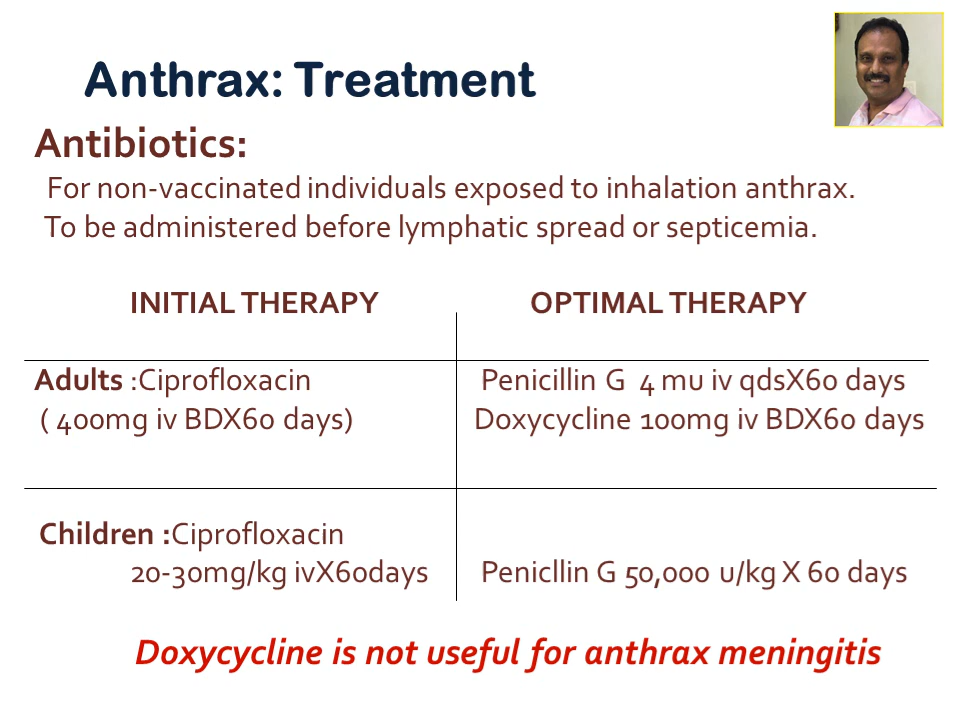 Anthrax: Treatment
Antibiotics:
For non-vaccinated individuals exposed to inhalation anthrax.
To be administered before lymphatic spread or septicemia.
INITIAL THERAPY OPTIMAL THERAPY
Adults :Ciprofloxacin Penicillin G 4 mu iv qdsX60 days
( 400mg iv BDX60 days) Doxycycline 100mg iv BDX60 days
Children :Ciprofloxacin
20-30mg/kg ivX60days Penicllin G 50,000 u/kg X 60 days
Doxycycline is not useful for anthrax meningitis